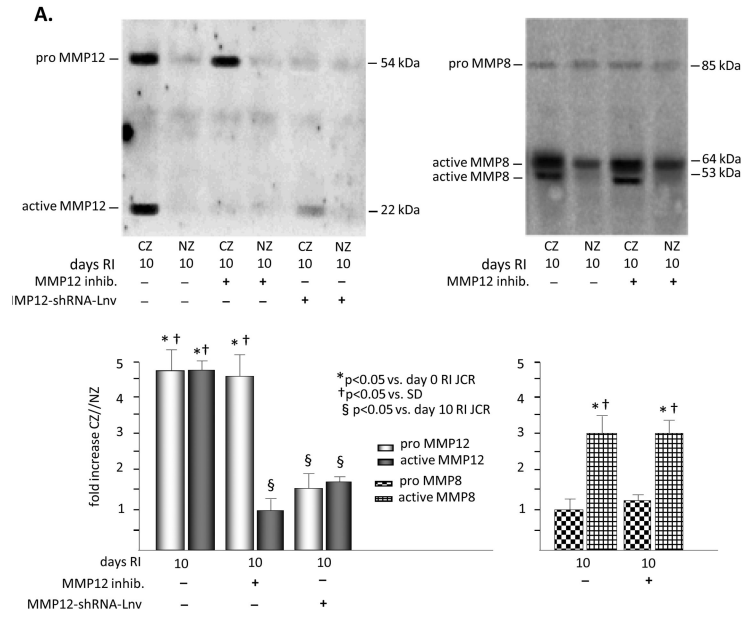 A.
pro MMP12
54 kDa
active MMP12
22 kDa
CZ NZ CZ NZ CZ NZ
days RI 10 10 10 10 10 10
MMP12 inhib. – – + + – –
MMP12-shRNA-Lnv – – – – + +
pro MMP8
85 kDa
active MMP8
64 kDa
active MMP8
53 kDa
CZ NZ CZ NZ
days RI 10 10 10 10
MMP12 inhib. – – + +
fold increase CZ//NZ
5
4
3
2
1
* † *† * † § § §
*p<0.05 vs. day 0 RI JCR
†p<0.05 vs. SD
§ p<0.05 vs. day 10 RI JCR
pro MMP12
active MMP12
pro MMP8
active MMP8
days RI 10 10 10
MMP12 inhib. – + –
MMP12-shRNA-Lnv – – +
5
4
3
2
1
*† *†
10 10
– +